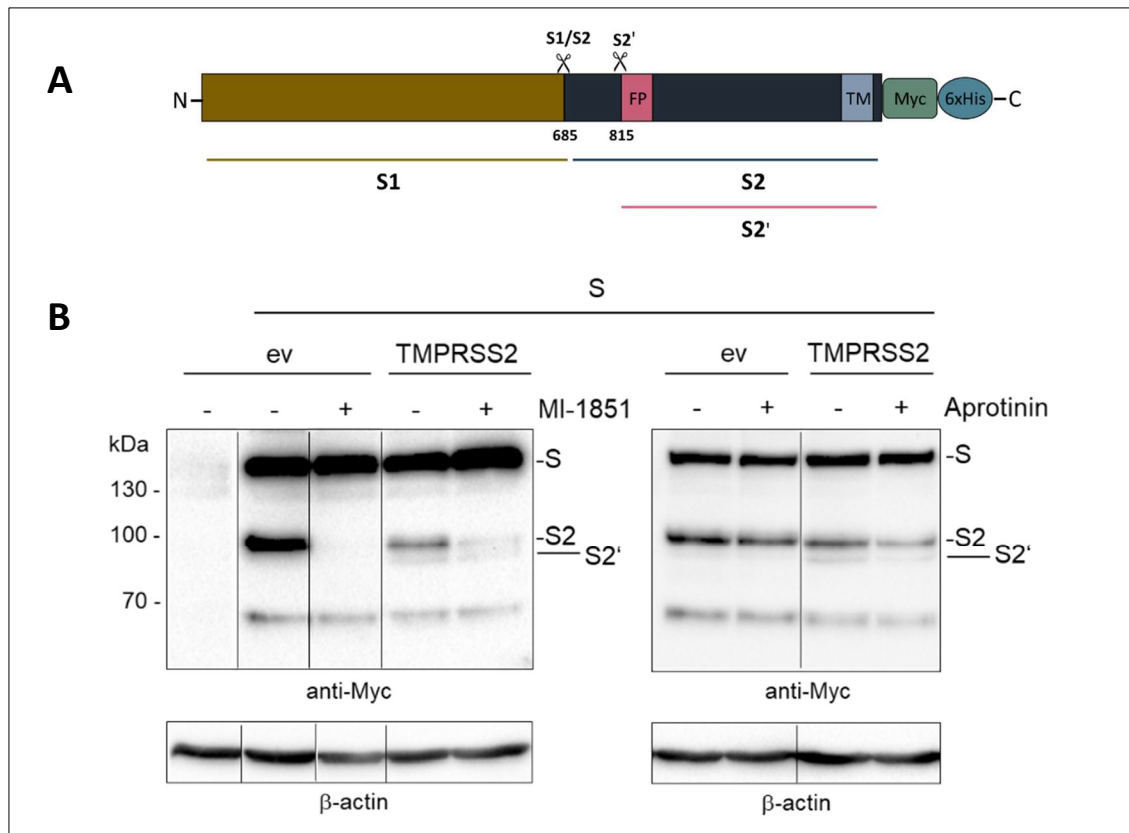 A
S1/S2 S2'
N FP TM Myc 6xHis C
685 815
S1 S2
S2'
B
S
ev TMPRSS2 ev TMPRSS2
- - + - + MI-1851 - + - + Aprotinin
kDa
130 -
100 -
70 -
-S
-S2
S2‘
-S
-S2
S2‘
anti-Myc anti-Myc
β-actin β-actin